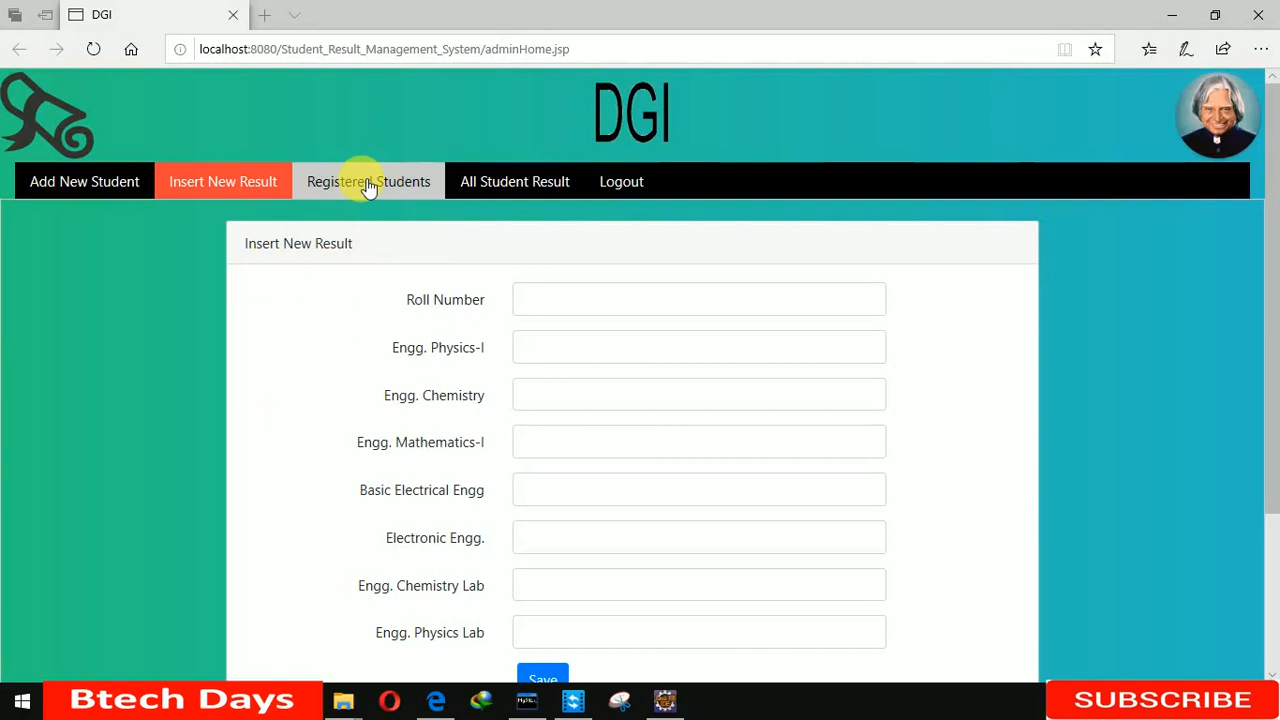 DGI
localhost:8080/Student_Result_Management_System/adminHome.jsp
DGI
Add New Student Insert New Result Registered Students All Student Result Logout
Insert New Result
Roll Number
Engg. Physics-I
Engg. Chemistry
Engg. Mathematics-I
Basic Electrical Engg
Electronic Engg.
Engg. Chemistry Lab
Engg. Physics Lab
Save
Btech Days
SUBSCRIBE